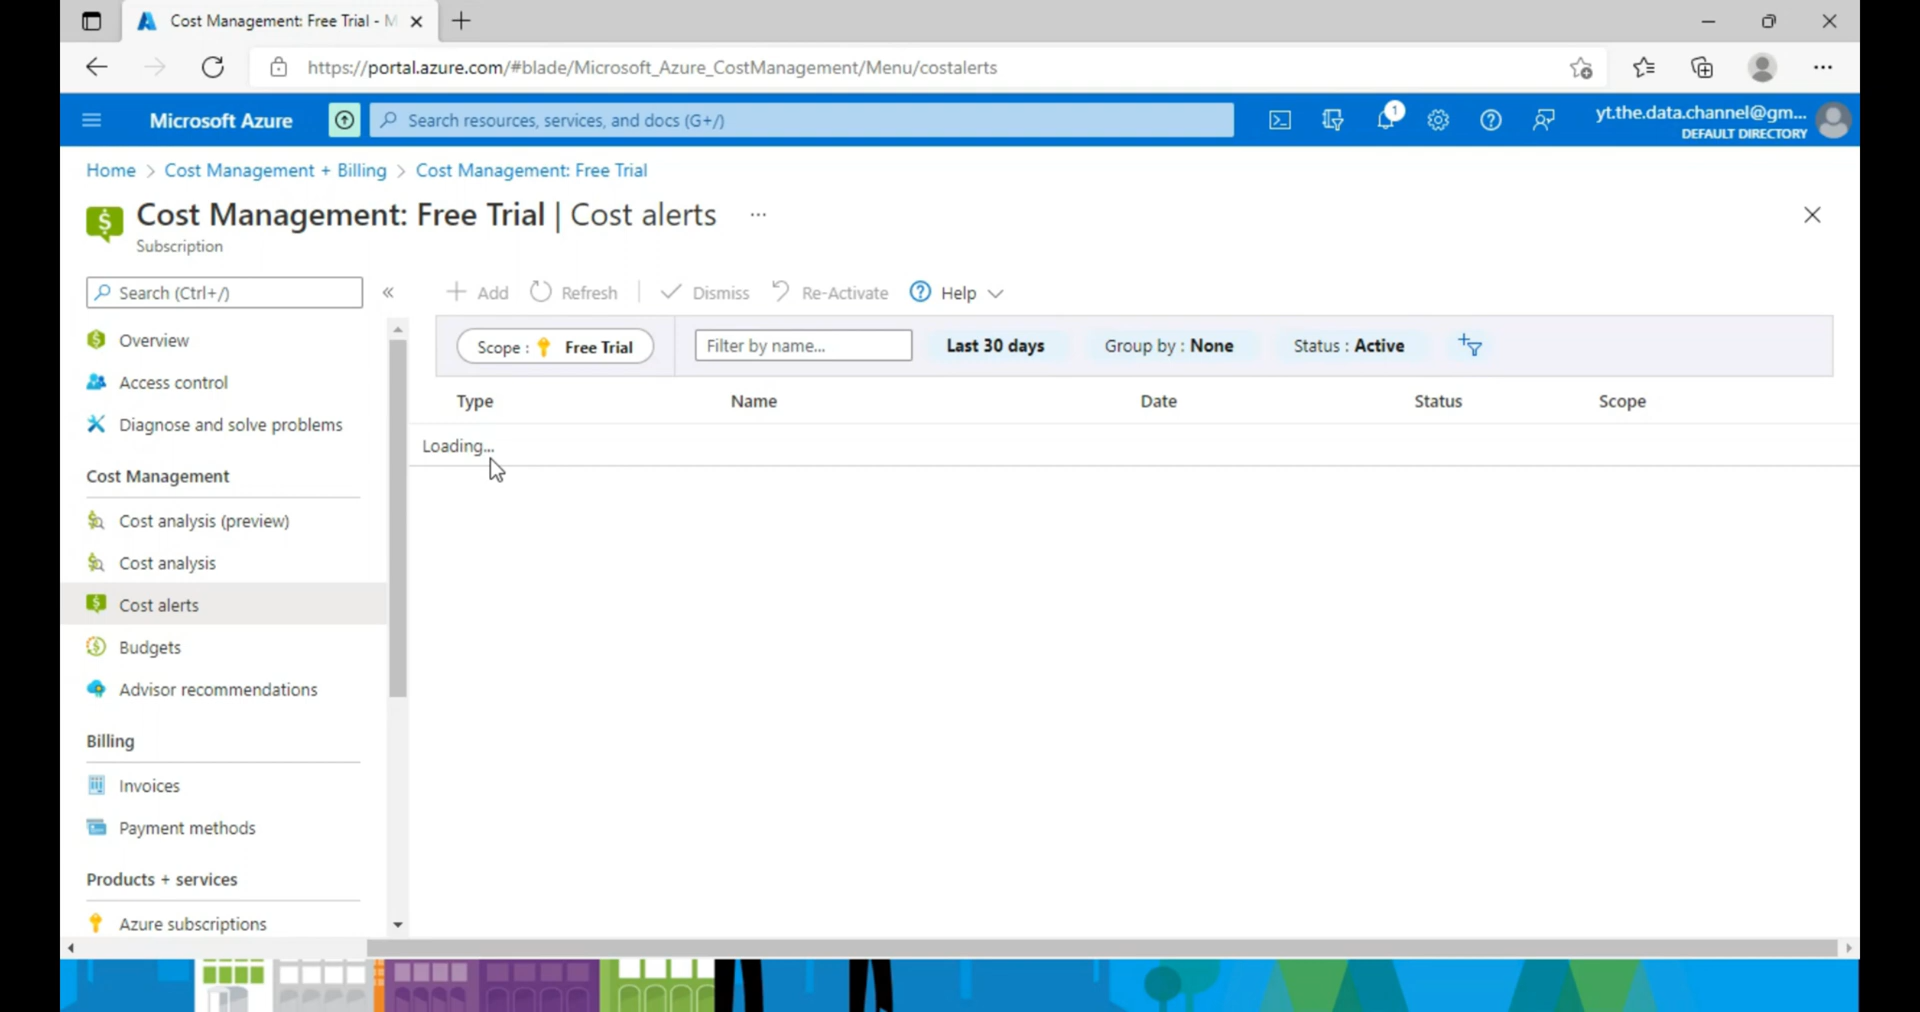 Cost Management: Free Trial - M
https://portal.azure.com/#blade/Microsoft_Azure_CostManagement/Menu/costalerts
Microsoft Azure
Search resources, services, and docs (G+/)
1
yt.the.data.channel@gm...
DEFAULT DIRECTORY
Home > Cost Management + Billing > Cost Management: Free Trial
Cost Management: Free Trial | Cost alerts ...
Subscription
Search (Ctrl+/)
«
Add
Refresh
Dismiss
Re-Activate
Help
Overview
Access control
Diagnose and solve problems
Cost Management
Cost analysis (preview)
Cost analysis
Cost alerts
Budgets
Advisor recommendations
Billing
Invoices
Payment methods
Products + services
Azure subscriptions
Scope : Free Trial
Filter by name...
Last 30 days
Group by : None
Status : Active
Type Name Date Status Scope
Loading...